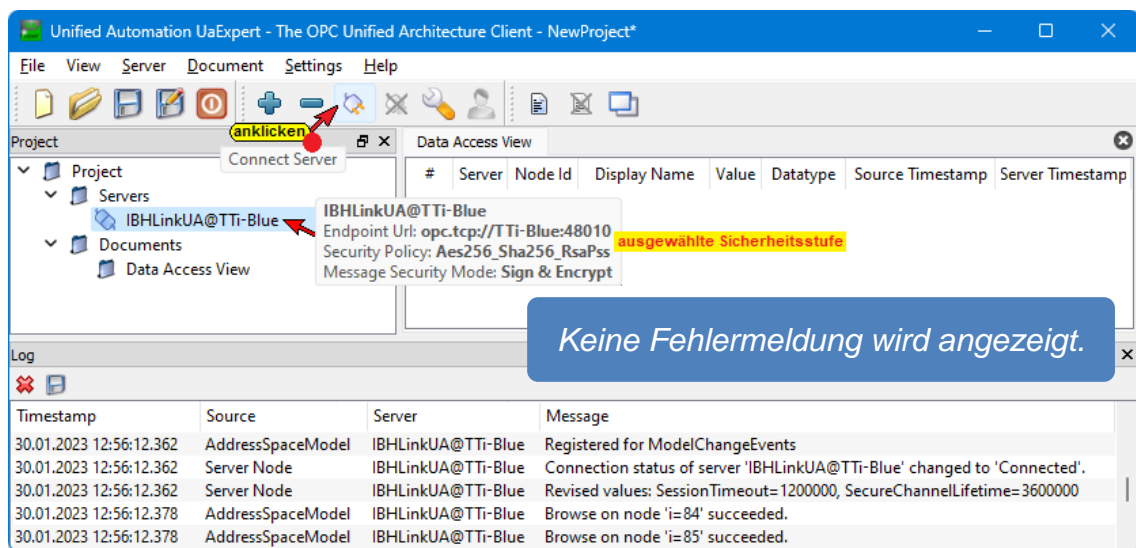 Unified Automation UaExpert - The OPC Unified Architecture Client - NewProject*
File View Server Document Settings Help
anklicken
Project
Connect Server
Data Access View
Project
Servers
IBHLinkUA@TTi-Blue
Documents
Data Access View
# Server Node Id Display Name Value Datatype Source Timestamp Server Timestamp
IBHLinkUA@TTi-Blue
Endpoint Url: opc.tcp://TTi-Blue:48010
Security Policy: Aes256_Sha256_RsaPss
Message Security Mode: Sign & Encrypt
ausgewählte Sicherheitsstufe
Keine Fehlermeldung wird angezeigt.
Log
Timestamp Source Server Message
30.01.2023 12:56:12.362 AddressSpaceModel IBHLinkUA@TTi-Blue Registered for ModelChangeEvents
30.01.2023 12:56:12.362 Server Node IBHLinkUA@TTi-Blue Connection status of server 'IBHLinkUA@TTi-Blue' changed to 'Connected'.
30.01.2023 12:56:12.362 Server Node IBHLinkUA@TTi-Blue Revised values: SessionTimeout=1200000, SecureChannelLifetime=3600000
30.01.2023 12:56:12.378 AddressSpaceModel IBHLinkUA@TTi-Blue Browse on node 'i=84' succeeded.
30.01.2023 12:56:12.378 AddressSpaceModel IBHLinkUA@TTi-Blue Browse on node 'i=85' succeeded.